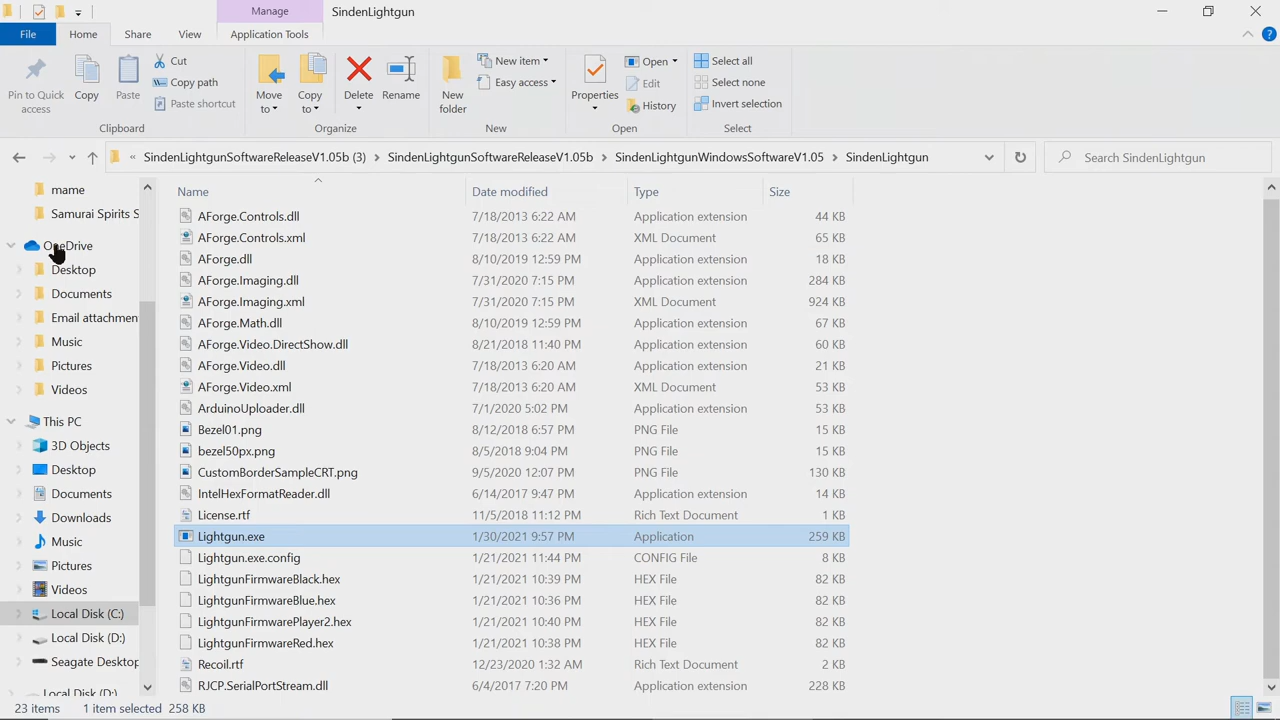 Manage
SindenLightgun
File
Home
Share
View
Application Tools
Pin to Quick access
Copy
Paste
Cut
Copy path
Paste shortcut
Clipboard
Move to
Copy to
Delete
Rename
Organize
New folder
New item
Easy access
New
Properties
Open
Edit
History
Open
Select all
Select none
Invert selection
Select
« SindenLightgunSoftwareReleaseV1.05b (3) > SindenLightgunSoftwareReleaseV1.05b > SindenLightgunWindowsSoftwareV1.05 > SindenLightgun
Search SindenLightgun
mame
Samurai Spirits S
OneDrive
Desktop
Documents
Email attachmen
Music
Pictures
Videos
This PC
3D Objects
Desktop
Documents
Downloads
Music
Pictures
Videos
Local Disk (C:)
Local Disk (D:)
Seagate Desktop
Local Disk (D:)
Name Date modified Type Size
AForge.Controls.dll 7/18/2013 6:22 AM Application extension 44 KB
AForge.Controls.xml 7/18/2013 6:22 AM XML Document 65 KB
AForge.dll 8/10/2019 12:59 PM Application extension 18 KB
AForge.Imaging.dll 7/31/2020 7:15 PM Application extension 284 KB
AForge.Imaging.xml 7/31/2020 7:15 PM XML Document 924 KB
AForge.Math.dll 8/10/2019 12:59 PM Application extension 67 KB
AForge.Video.DirectShow.dll 8/21/2018 11:40 PM Application extension 60 KB
AForge.Video.dll 7/18/2013 6:20 AM Application extension 21 KB
AForge.Video.xml 7/18/2013 6:20 AM XML Document 53 KB
ArduinoUploader.dll 7/1/2020 5:02 PM Application extension 53 KB
Bezel01.png 8/12/2018 6:57 PM PNG File 15 KB
bezel50px.png 8/5/2018 9:04 PM PNG File 15 KB
CustomBorderSampleCRT.png 9/5/2020 12:07 PM PNG File 130 KB
IntelHexFormatReader.dll 6/14/2017 9:47 PM Application extension 14 KB
License.rtf 11/5/2018 11:12 PM Rich Text Document 1 KB
Lightgun.exe 1/30/2021 9:57 PM Application 259 KB
Lightgun.exe.config 1/21/2021 11:44 PM CONFIG File 8 KB
LightgunFirmwareBlack.hex 1/21/2021 10:39 PM HEX File 82 KB
LightgunFirmwareBlue.hex 1/21/2021 10:36 PM HEX File 82 KB
LightgunFirmwarePlayer2.hex 1/21/2021 10:40 PM HEX File 82 KB
LightgunFirmwareRed.hex 1/21/2021 10:38 PM HEX File 82 KB
Recoil.rtf 12/23/2020 1:32 AM Rich Text Document 2 KB
RJCP.SerialPortStream.dll 6/4/2017 7:20 PM Application extension 228 KB
23 items 1 item selected 258 KB